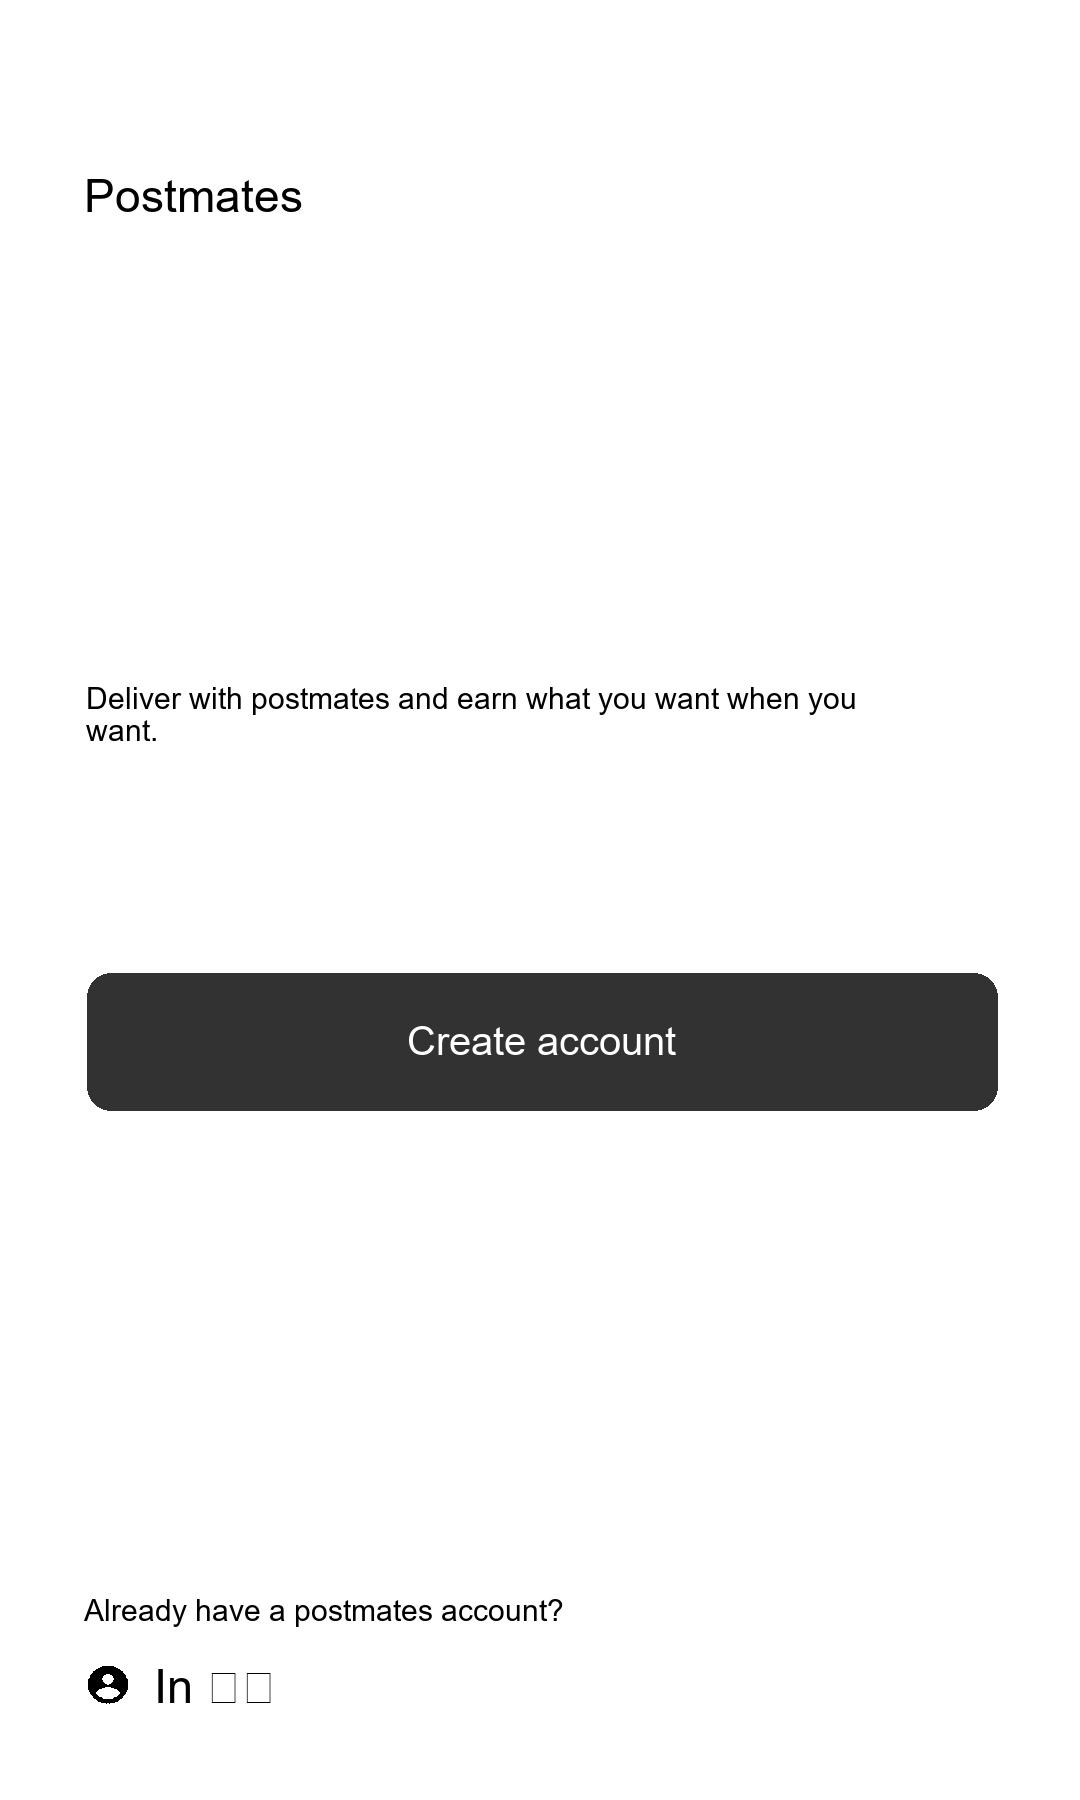 Postmates
Deliver with postmates and earn what you want when you
want.
Create account
Already have a postmates account?
In